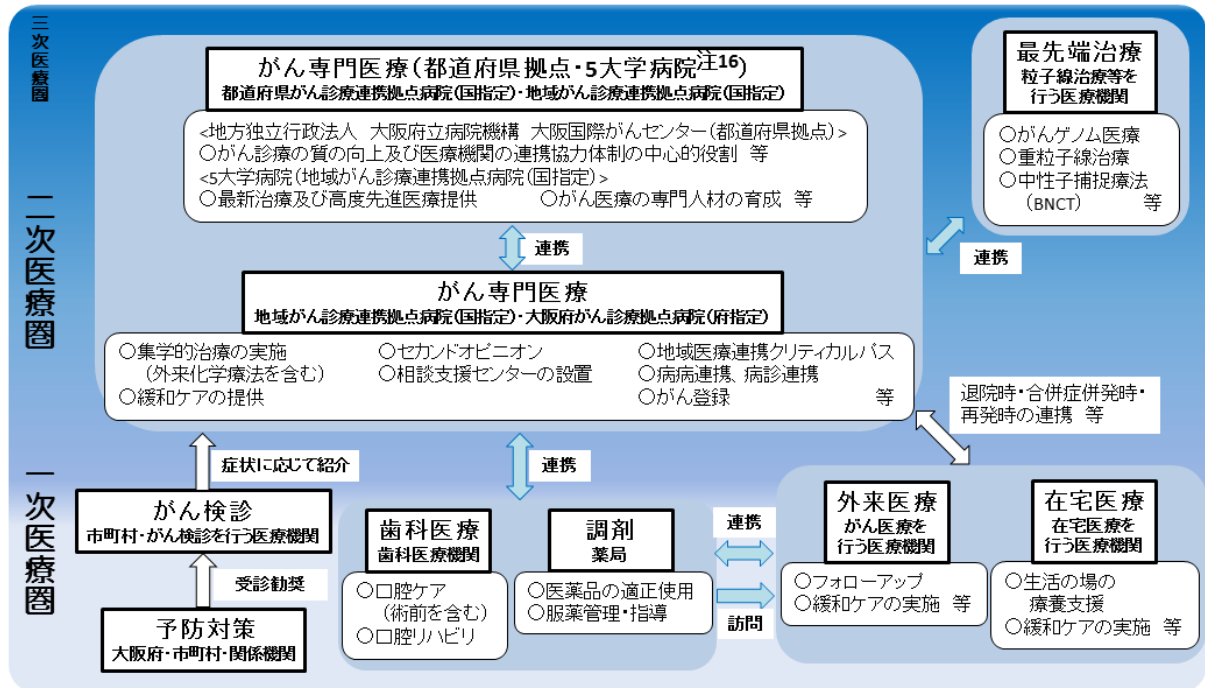 三次医療圏
がん専門医療(都道府県拠点・5大学病院注16)
都道府県がん診療連携拠点病院(国指定)・地域がん診療連携拠点病院(国指定)
<地方独立行政法人 大阪府立病院機構 大阪国際がんセンター(都道府県拠点)>
○がん診療の質の向上及び医療機関の連携協力体制の中心的役割 等
<5大学病院(地域がん診療連携拠点病院(国指定)>
○最新治療及び高度先進医療提供 ○がん医療の専門人材の育成 等
最先端治療
粒子線治療等を
行う医療機関
○がんゲノム医療
○重粒子線治療
○中性子捕捉療法
(BNCT) 等
連携
連携
二次医療圏
がん専門医療
地域がん診療連携拠点病院(国指定)・大阪府がん診療拠点病院(府指定)
○集学的治療の実施
(外来化学療法を含む)
○緩和ケアの提供
○セカンドオピニオン
○相談支援センターの設置
○地域医療連携クリティカルパス
○病病連携、病診連携
○がん登録 等
退院時・合併症併発時・
再発時の連携 等
症状に応じて紹介
連携
一次医療圏
がん検診
市町村・がん検診を行う医療機関
受診勧奨
予防対策
大阪府・市町村・関係機関
歯科医療
歯科医療機関
○口腔ケア
(術前を含む)
○口腔リハビリ
調剤
薬局
○医薬品の適正使用
○服薬管理・指導
連携
訪問
外来医療
がん医療を
行う医療機関
○フォローアップ
○緩和ケアの実施 等
在宅医療
在宅医療を
行う医療機関
○生活の場の
療養支援
○緩和ケアの実施 等